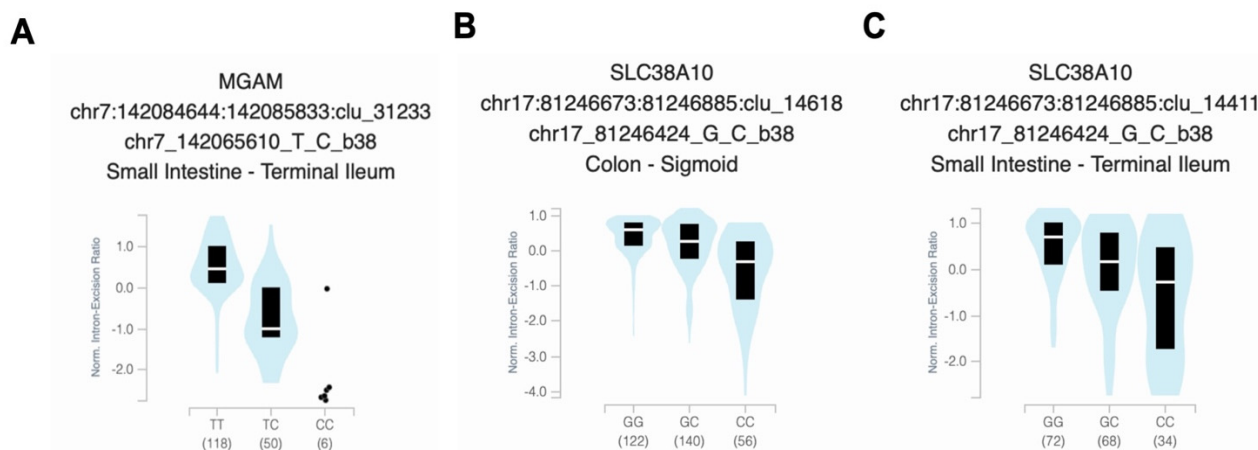 A
MGAM
chr7:142084644:142085833:clu_31233
chr7_142065610_T_C_b38
Small Intestine - Terminal Ileum
Norm. Intron-Excision Ratio
1.0
0.0
-1.0
-2.0
TT TC CC
(118) (50) (6)
B
SLC38A10
chr17:81246673:81246885:clu_14618
chr17_81246424_G_C_b38
Colon - Sigmoid
Norm. Intron-Excision Ratio
1.0
0.0
-1.0
-2.0
-3.0
-4.0
GG GC CC
(122) (140) (56)
C
SLC38A10
chr17:81246673:81246885:clu_14411
chr17_81246424_G_C_b38
Small Intestine - Terminal Ileum
Norm. Intron-Excision Ratio
1.0
0.0
-1.0
-2.0
GG GC CC
(72) (68) (34)